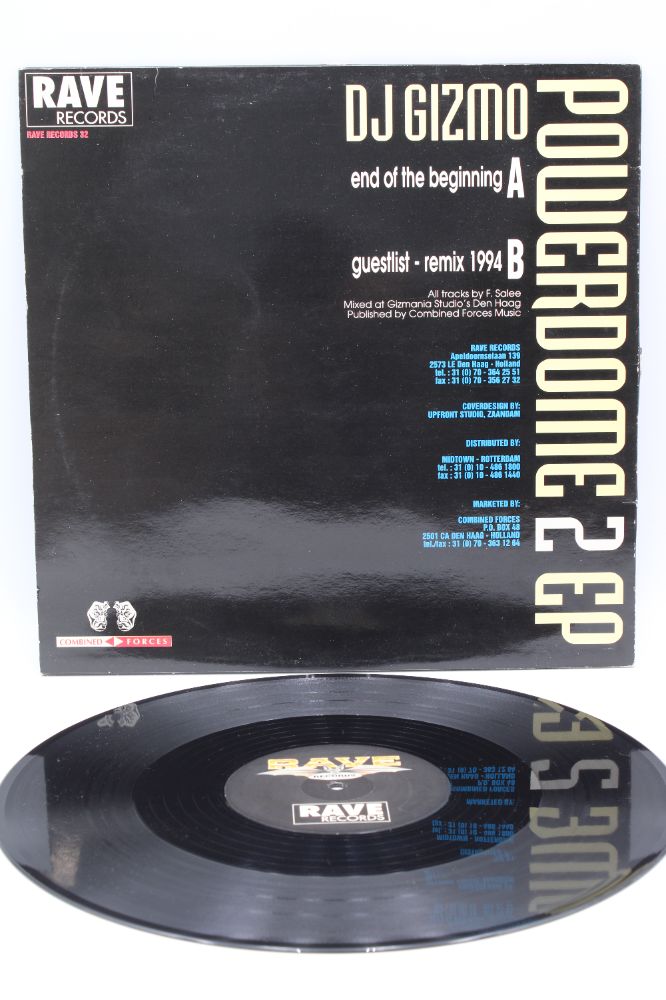 RAVE
RECORDS
RAVE RECORDS 32
DJ GIZMO
end of the beginning A
guestlist - remix 1994 B
All tracks by F. Salee
Mixed at Gizmania Studio's Den Haag
Published by Combined Forces Music
RAVE RECORDS
Apeldoornselaan 139
2573 LE Den Haag - Holland
tel. : 31 (0) 70 - 364 25 51
fax : 31 (0) 70 - 356 27 32
COVERDESIGN BY:
UPFRONT STUDIO, ZAANDAM
DISTRIBUTED BY:
MIDTOWN - ROTTERDAM
tel. : 31 (0) 10 - 486 1800
fax : 31 (0) 10 - 486 1440
MARKETED BY:
COMBINED FORCES
P.O. BOX 48
2501 CA DEN HAAG - HOLLAND
tel./fax : 31 (0) 70 - 363 12 64
POWERDOME 2 EP
COMBINED FORCES
RAVE
RECORDS
RAVE
RECORDS